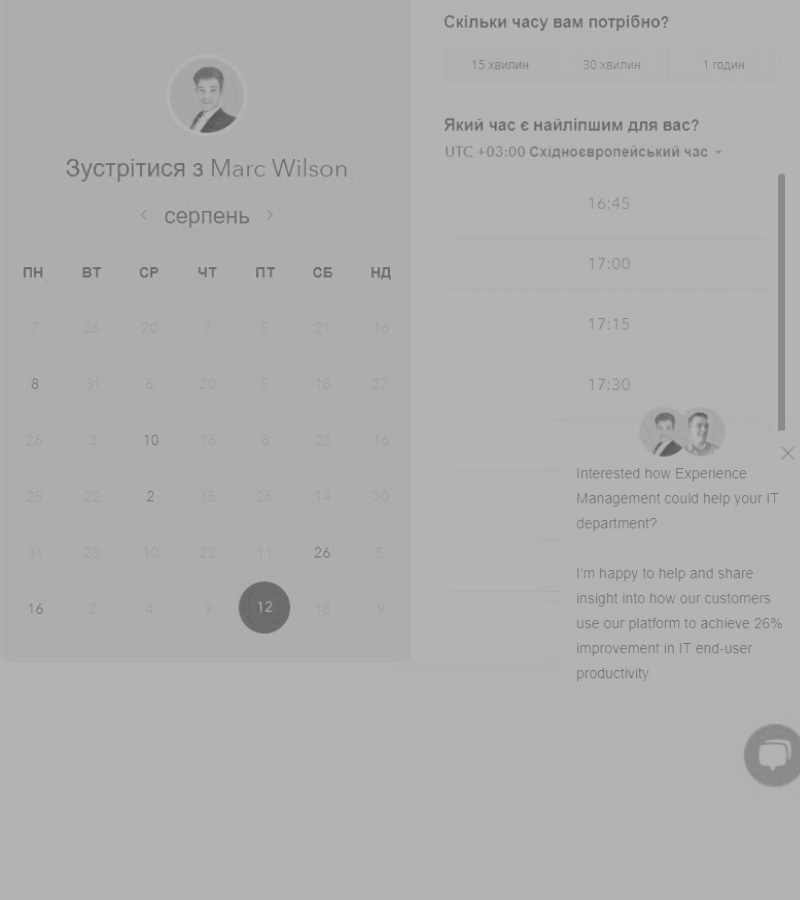 Зустрітися з Marc Wilson
серпень
ПН ВТ СР ЧТ ПТ СБ НД
7 26 20 7 5 21 16
8 31 6 20 5 18 27
26 3 10 16 8 23 16
25 22 2 15 26 14 30
31 25 10 22 11 26 5
16 2 4 9 12 18 9
Скільки часу вам потрібно?
15 хвилин 30 хвилин 1 годин
Який час є найліпшим для вас?
UTC +03:00 Східноєвропейський час
16:45
17:00
17:15
17:30
Interested how Experience
Management could help your IT
department?
I'm happy to help and share
insight into how our customers
use our platform to achieve 26%
improvement in IT end-user
productivity.